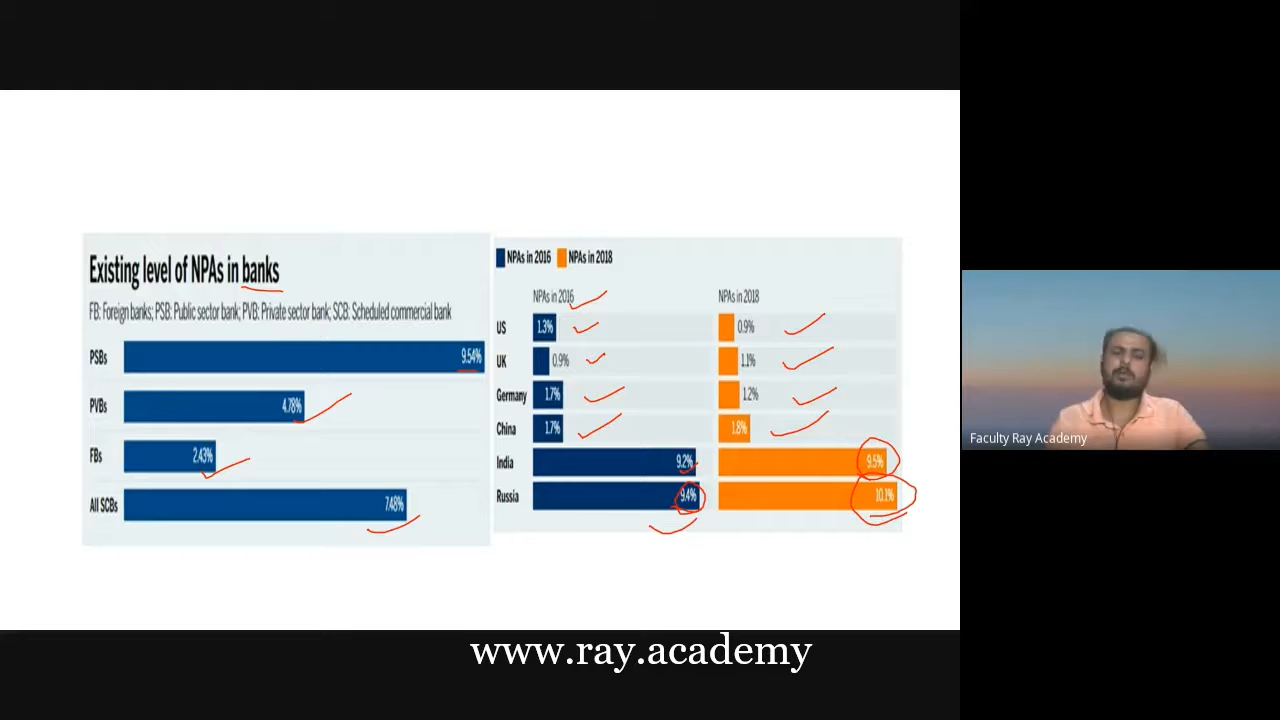 Existing level of NPAs in banks
FB: Foreign banks; PSB: Public sector bank; PVB: Private sector bank; SCB: Scheduled commercial bank
PSBs 9.54%
PVBs 4.78%
FBs 2.43%
All SCBs 7.48%
NPAs in 2016 NPAs in 2018
NPAs in 2016 NPAs in 2018
US 1.3% 0.9%
UK 0.9% 1.1%
Germany 1.7% 1.2%
China 1.7% 1.8%
India 9.2% 9.5%
Russia 9.4% 10.1%
Faculty Ray Academy
www.ray.academy